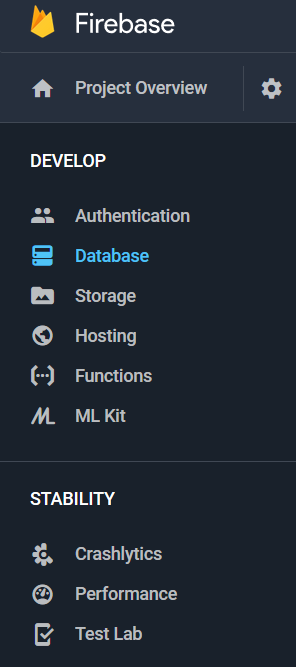 Firebase
Project Overview
DEVELOP
Authentication
Database
Storage
Hosting
Functions
ML Kit
STABILITY
Crashlytics
Performance
Test Lab